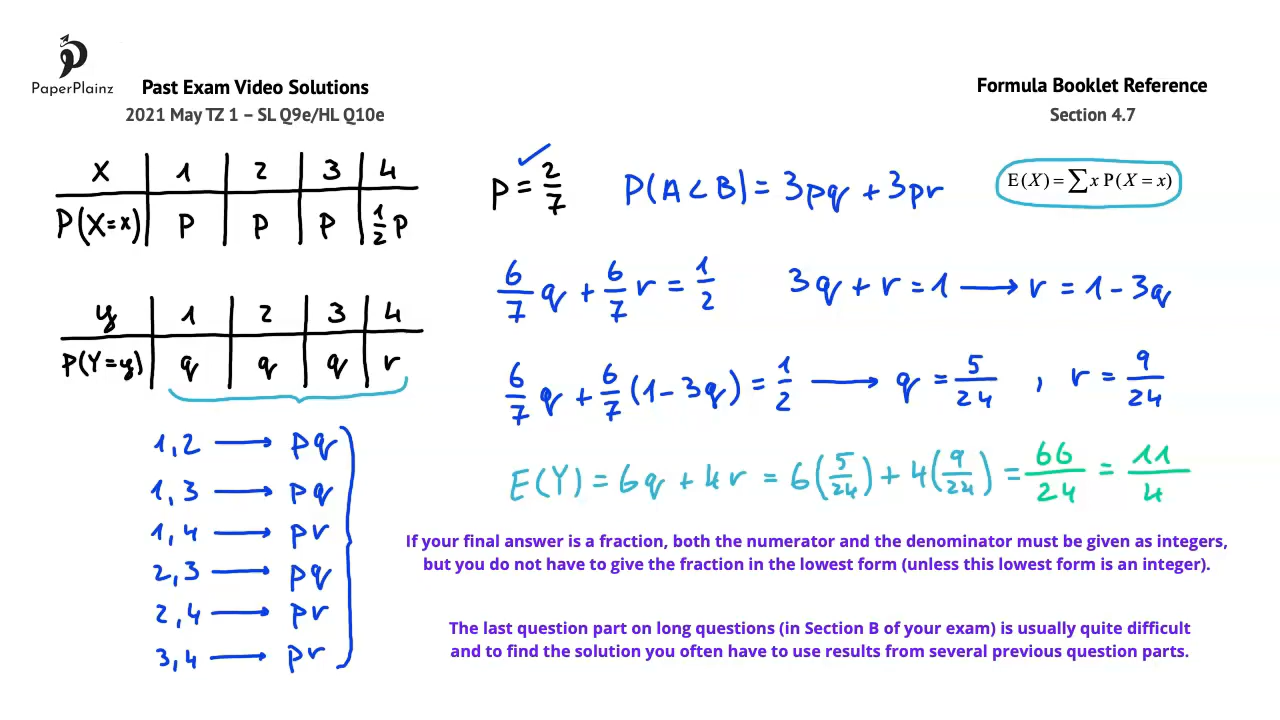 PaperPlainz
Past Exam Video Solutions
2021 May TZ 1 – SL Q9e/HL Q10e
Formula Booklet Reference
Section 4.7
E(X) = ∑ x P(X = x)
x | 1 | 2 | 3 | 4
P(X=x) | p | p | p | 1/2 p
y | 1 | 2 | 3 | 4
P(Y=y) | q | q | q | r
1,2 ⟶ pq
1,3 ⟶ pq
1,4 ⟶ pr
2,3 ⟶ pq
2,4 ⟶ pr
3,4 ⟶ pr
p = 2/7 ✓
P(A < B) = 3pq + 3pr
6/7 q + 6/7 r = 1/2
3q + r = 1 ⟶ r = 1 - 3q
6/7 q + 6/7 (1 - 3q) = 1/2 ⟶ q = 5/24 , r = 9/24
E(Y) = 6q + 4r = 6(5/24) + 4(9/24) = 66/24 = 11/4
If your final answer is a fraction, both the numerator and the denominator must be given as integers,
but you do not have to give the fraction in the lowest form (unless this lowest form is an integer).
The last question part on long questions (in Section B of your exam) is usually quite difficult
and to find the solution you often have to use results from several previous question parts.